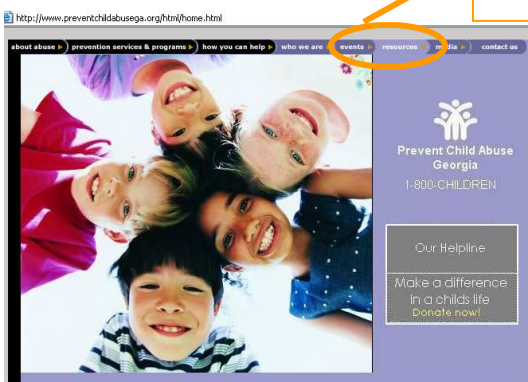 http://www.preventchildabusega.org/html/home.html
about abuse prevention services & programs how you can help who we are events resources media contact us
Prevent Child Abuse
Georgia
1-800-CHILDREN
Our Helpline
Make a difference
in a childs life
Donate now!